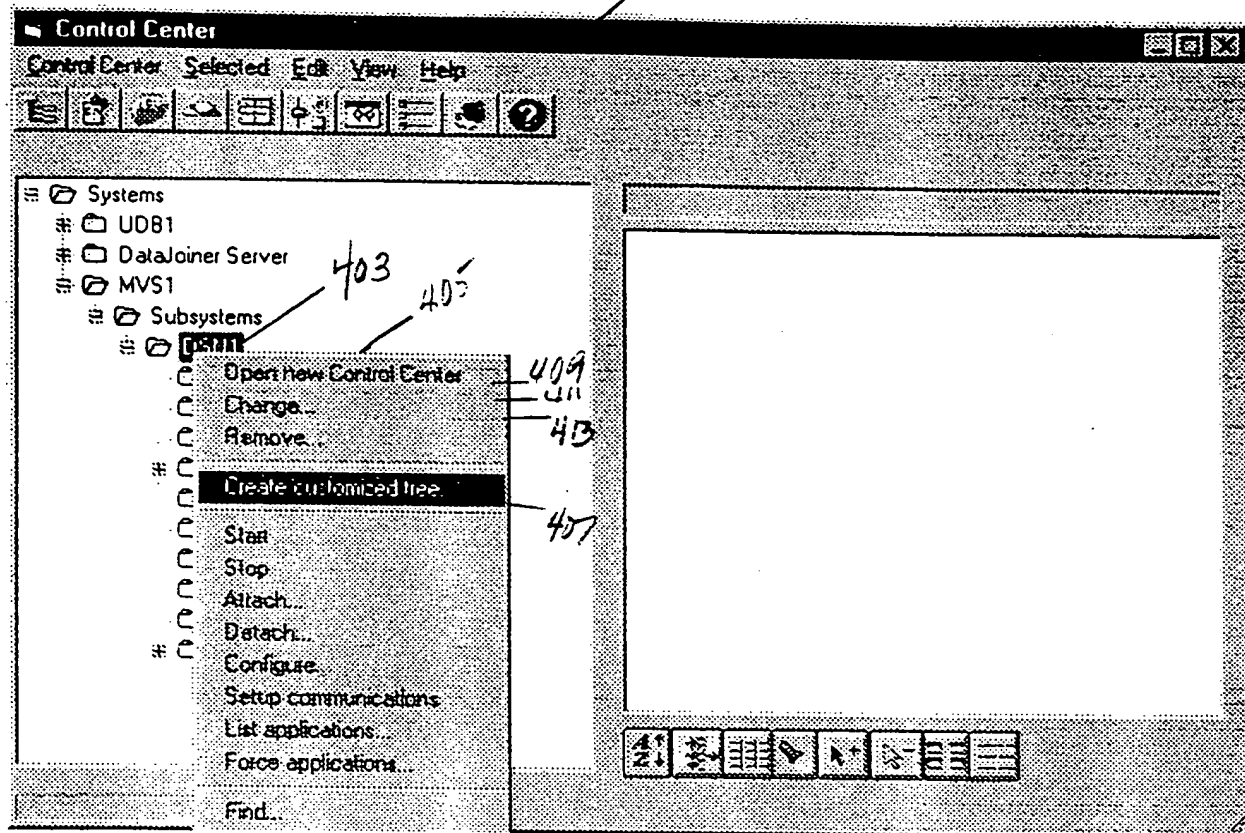 Control Center
Control Center Selected Edit View Help
Systems
UDB1
DataJoiner Server
MVS1
Subsystems
403
409
411
413
407
Open new Control Center
Change...
Remove...
Create customized tree.
Start
Stop
Attach...
Detach...
Configure...
Setup communications
List applications...
Force applications...
Find...